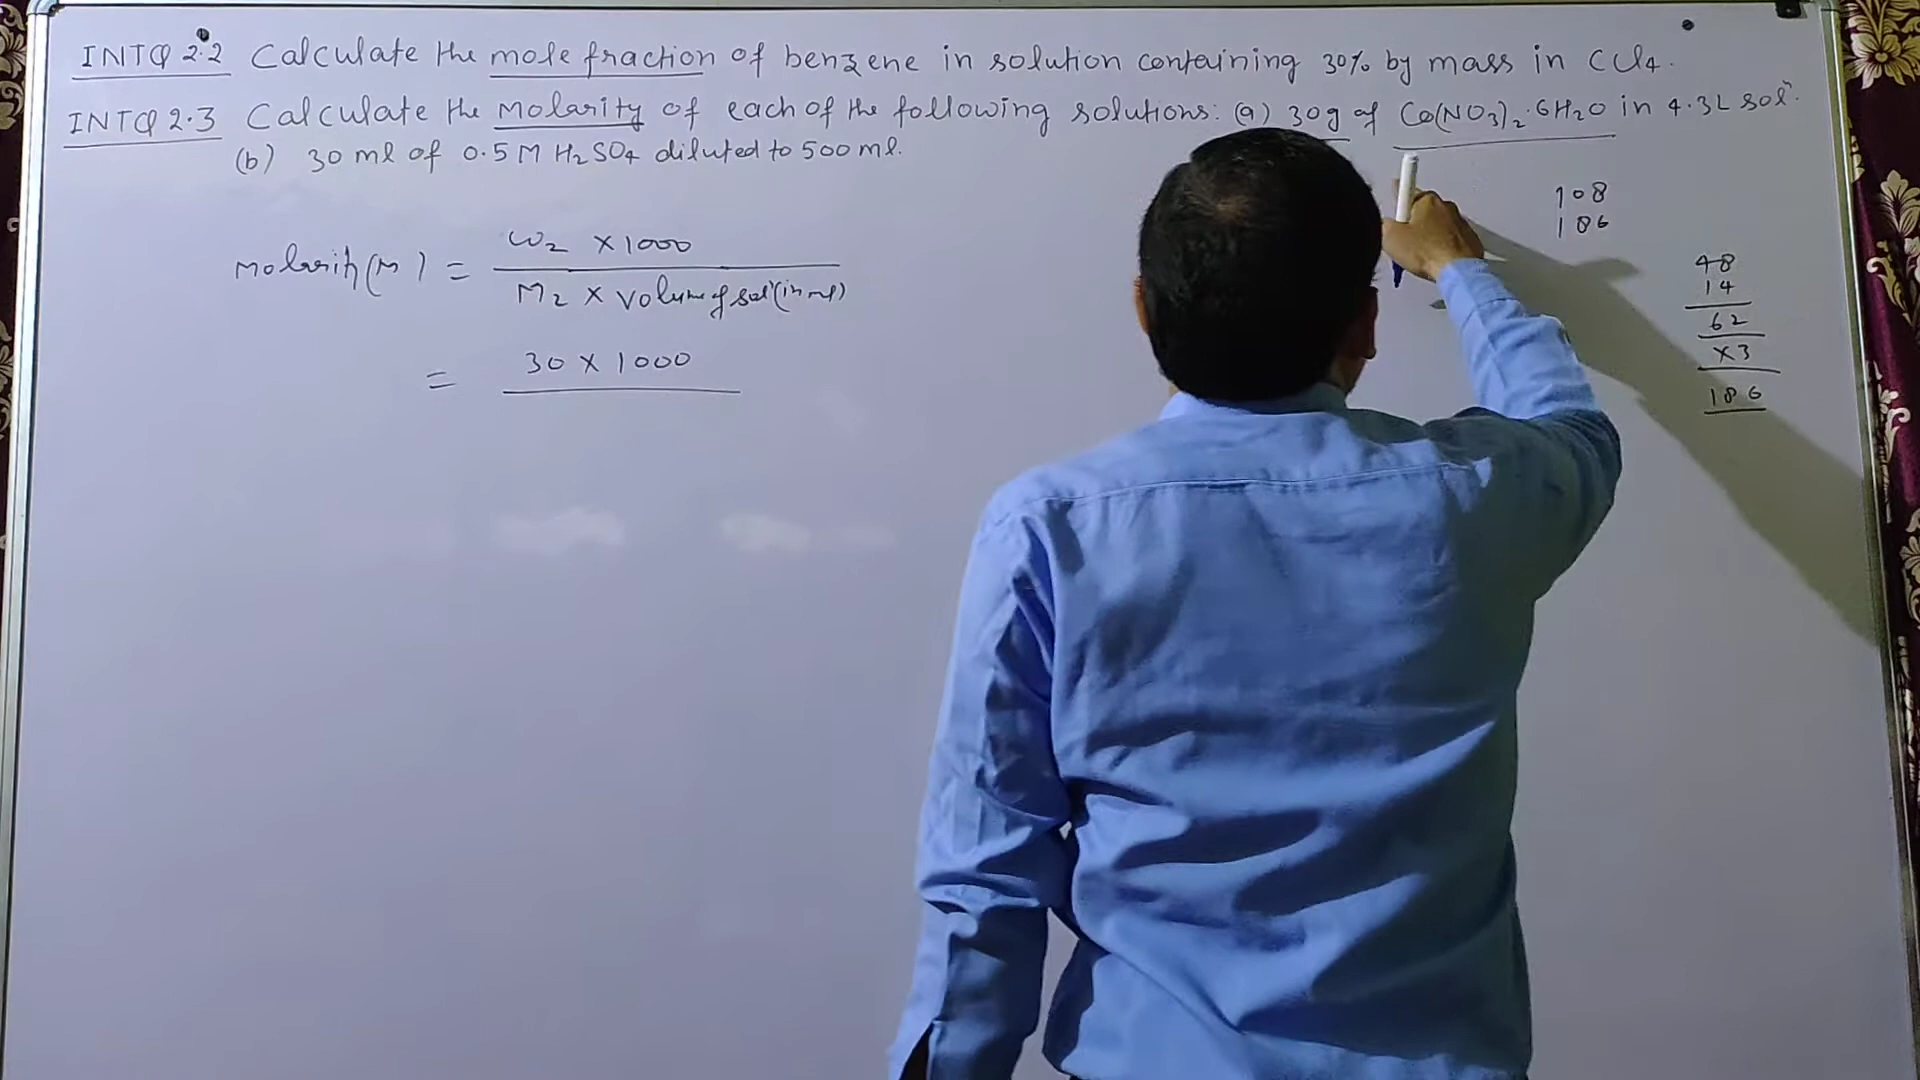 INTQ 2.2 Calculate the mole fraction of benzene in solution containing 30% by mass in CCl4.
INTQ 2.3 Calculate the Molarity of each of the following solutions: (a) 30g of Co(NO3)2.6H2O in 4.3L solⁿ.
(b) 30 ml of 0.5 M H2SO4 diluted to 500 ml.
Molarity (M) = W2 × 1000
M2 × Volume of solⁿ (in ml)
= 30 × 1000
108
186
48
14
62
×3
186